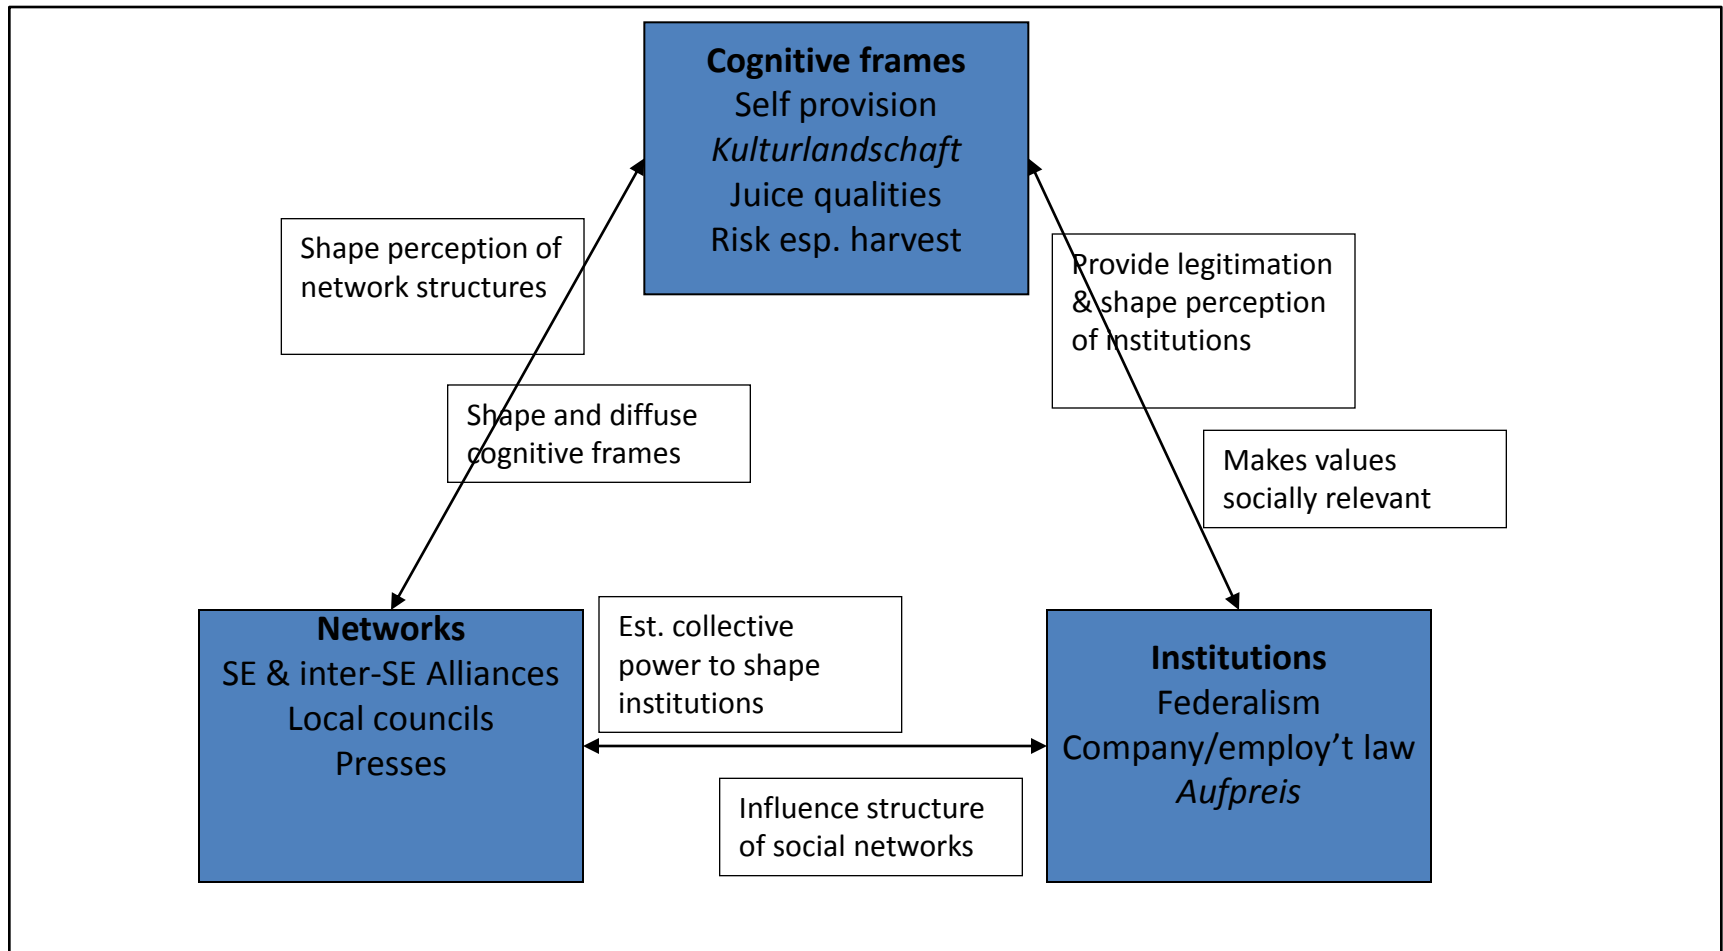 Cognitive frames
Self provision
Kulturlandschaft
Juice qualities
Risk esp. harvest
Shape perception of
network structures
Provide legitimation
& shape perception
of institutions
Shape and diffuse
cognitive frames
Makes values
socially relevant
Networks
SE & inter-SE Alliances
Local councils
Presses
Est. collective
power to shape
institutions
Institutions
Federalism
Company/employ’t law
Aufpreis
Influence structure
of social networks